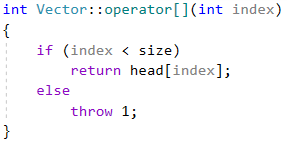 int Vector::operator[](int index)
{
    if (index < size)
        return head[index];
    else
        throw 1;
}